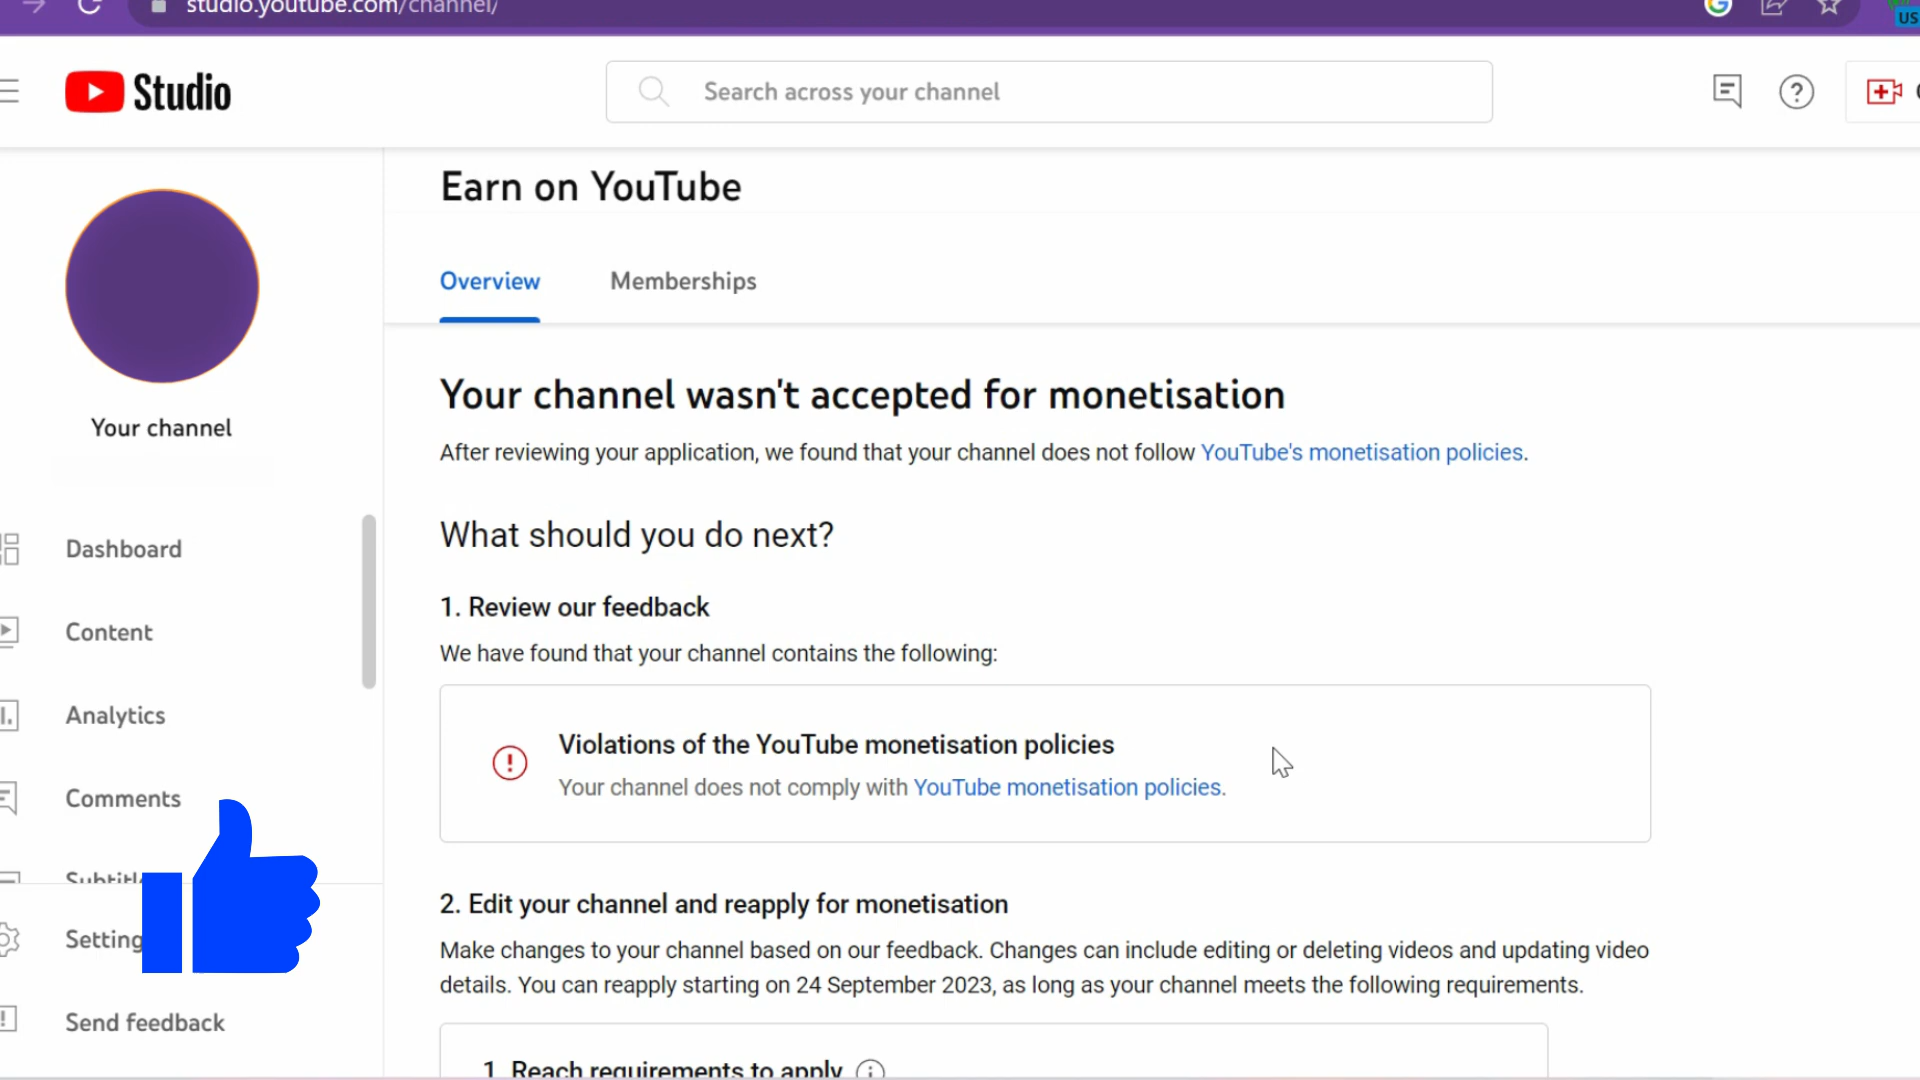 studio.youtube.com/channel/
US
Studio
Search across your channel
Earn on YouTube
Overview
Memberships
Your channel
Your channel wasn't accepted for monetisation
After reviewing your application, we found that your channel does not follow YouTube's monetisation policies.
What should you do next?
1. Review our feedback
We have found that your channel contains the following:
Violations of the YouTube monetisation policies
Your channel does not comply with YouTube monetisation policies.
2. Edit your channel and reapply for monetisation
Make changes to your channel based on our feedback. Changes can include editing or deleting videos and updating video
details. You can reapply starting on 24 September 2023, as long as your channel meets the following requirements.
1. Reach requirements to apply
Dashboard
Content
Analytics
Comments
Setting
Send feedback